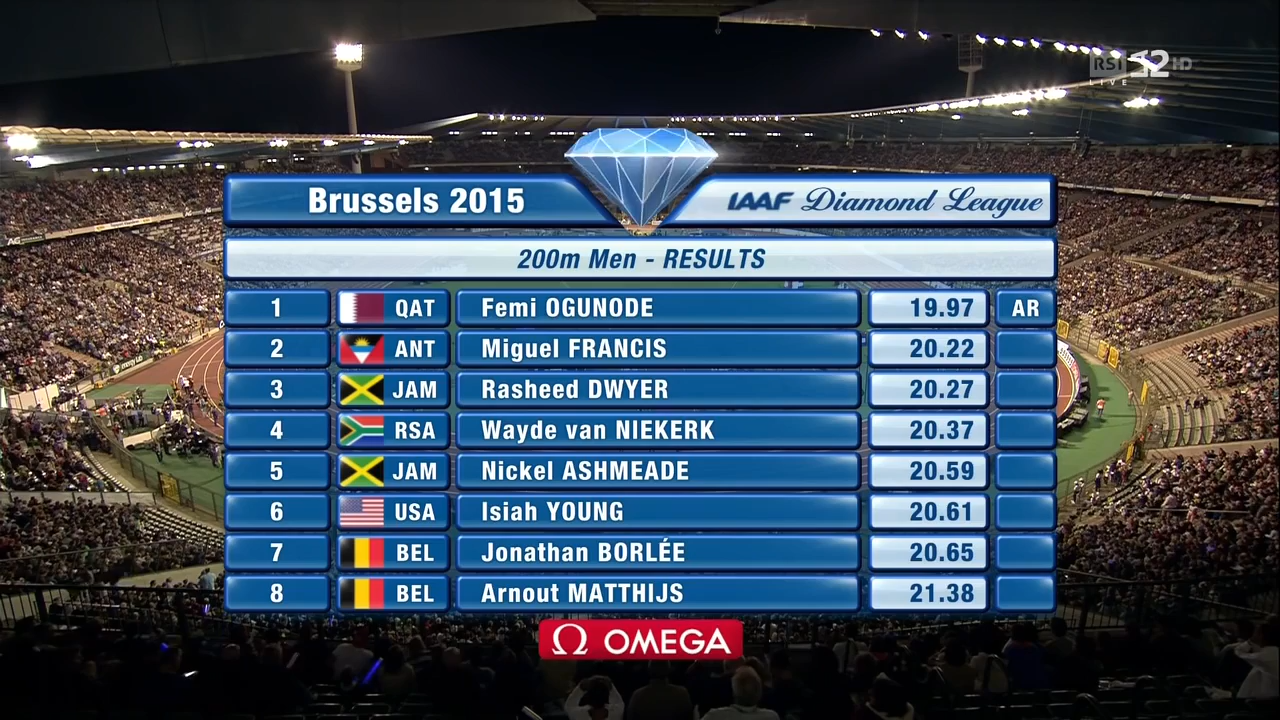 RSI LA 2 HD
LIVE
Brussels 2015
IAAF Diamond League
200m Men - RESULTS
1 QAT Femi OGUNODE 19.97 AR
2 ANT Miguel FRANCIS 20.22
3 JAM Rasheed DWYER 20.27
4 RSA Wayde van NIEKERK 20.37
5 JAM Nickel ASHMEADE 20.59
6 USA Isiah YOUNG 20.61
7 BEL Jonathan BORLÉE 20.65
8 BEL Arnout MATTHIJS 21.38
Ω OMEGA